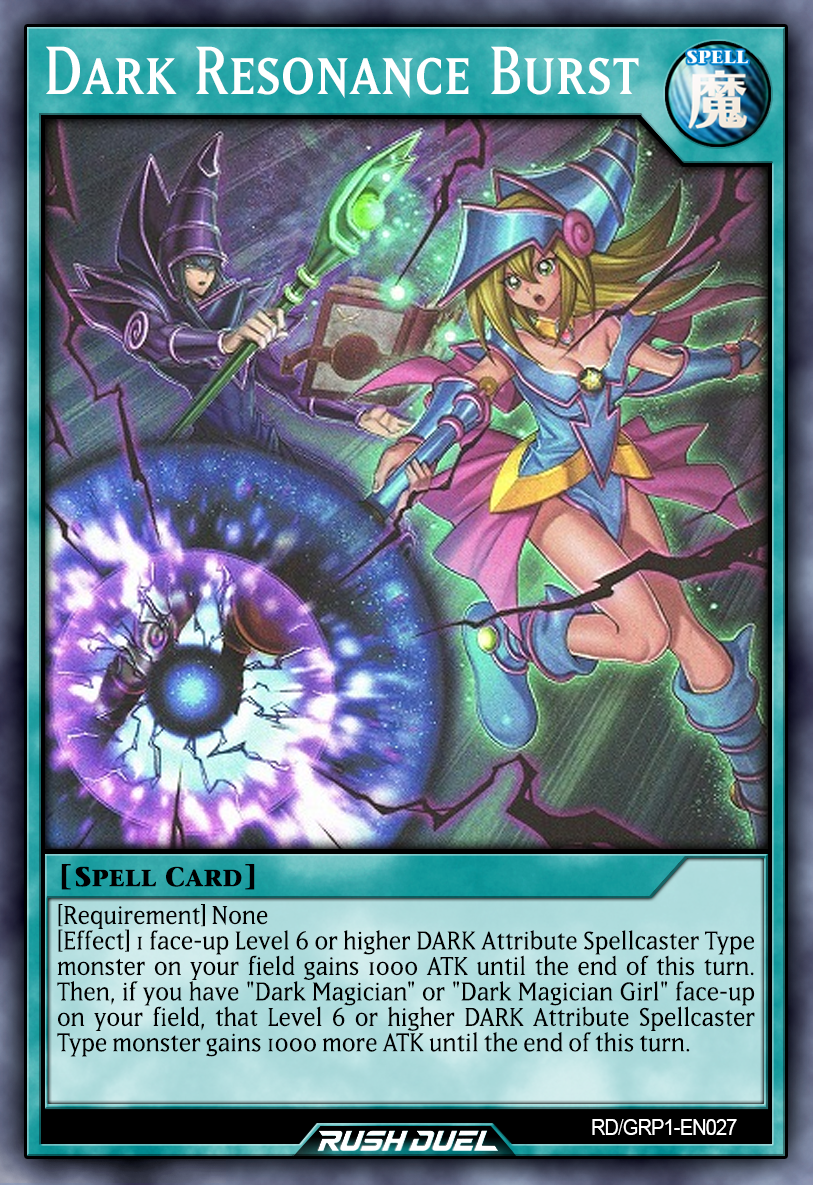 Dark Resonance Burst
SPELL
魔
[Spell Card]
[Requirement] None
[Effect] 1 face-up Level 6 or higher DARK Attribute Spellcaster Type
monster on your field gains 1000 ATK until the end of this turn.
Then, if you have "Dark Magician" or "Dark Magician Girl" face-up
on your field, that Level 6 or higher DARK Attribute Spellcaster
Type monster gains 1000 more ATK until the end of this turn.
RD/GRP1-EN027
RUSH DUEL